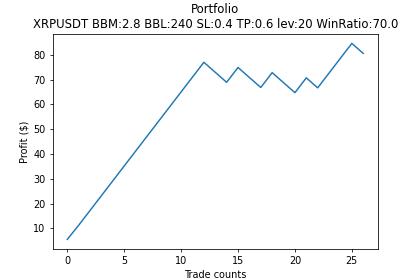 Portfolio
XRPUSDT BBM:2.8 BBL:240 SL:0.4 TP:0.6 lev:20 WinRatio:70.0
80
70
60
50
40
30
20
10
Profit ($)
0 5 10 15 20 25
Trade counts